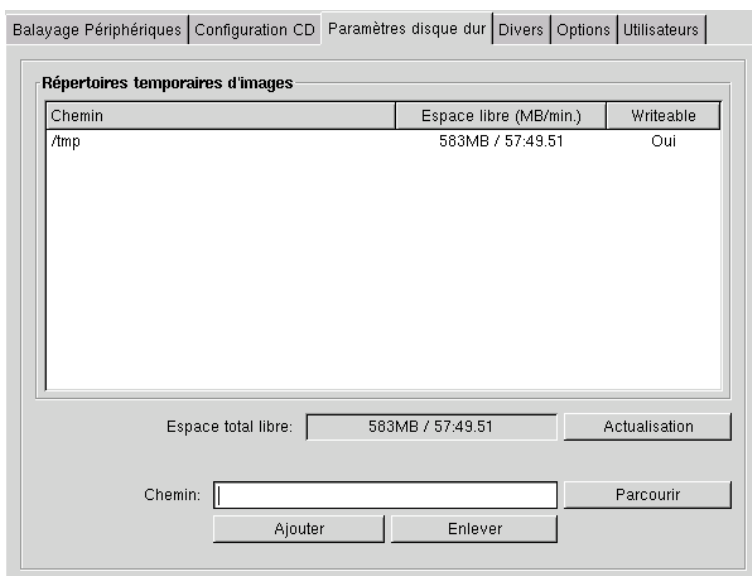 Balayage Périphériques Configuration CD Paramètres disque dur Divers Options Utilisateurs
Répertoires temporaires d'images
Chemin Espace libre (MB/min.) Writeable
/tmp 583MB / 57:49.51 Oui
Espace total libre: 583MB / 57:49.51 Actualisation
Chemin: Parcourir
Ajouter Enlever